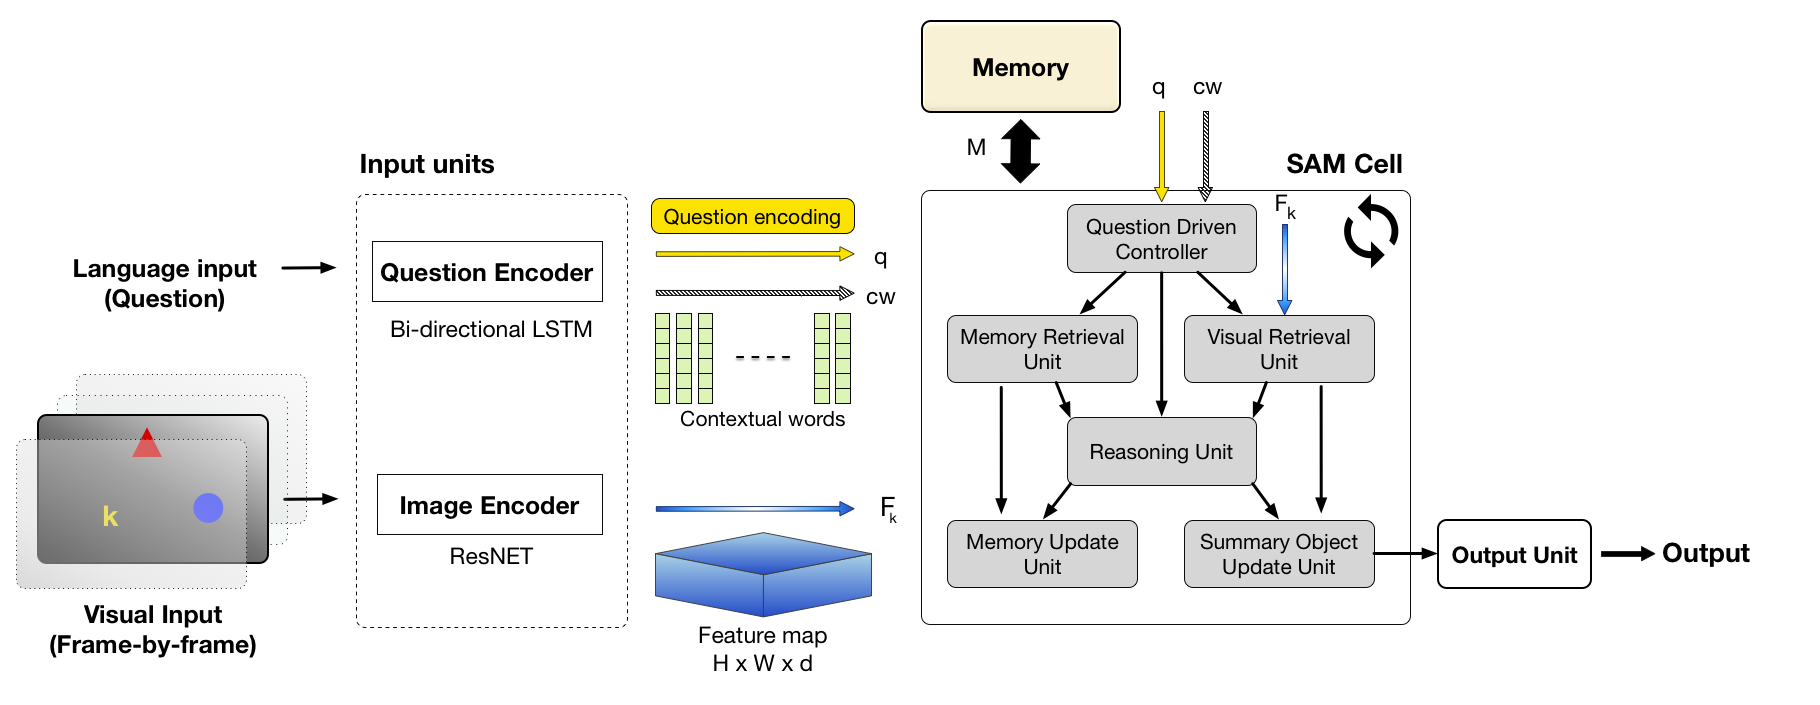 Language input
(Question)
k
Visual Input
(Frame-by-frame)
Input units
Question Encoder
Bi-directional LSTM
Image Encoder
ResNET
Question encoding
q
cw
Contextual words
Fk
Feature map
H x W x d
Memory
M
q
cw
SAM Cell
Fk
Question Driven
Controller
Memory Retrieval
Unit
Visual Retrieval
Unit
Reasoning Unit
Memory Update
Unit
Summary Object
Update Unit
Output Unit
Output